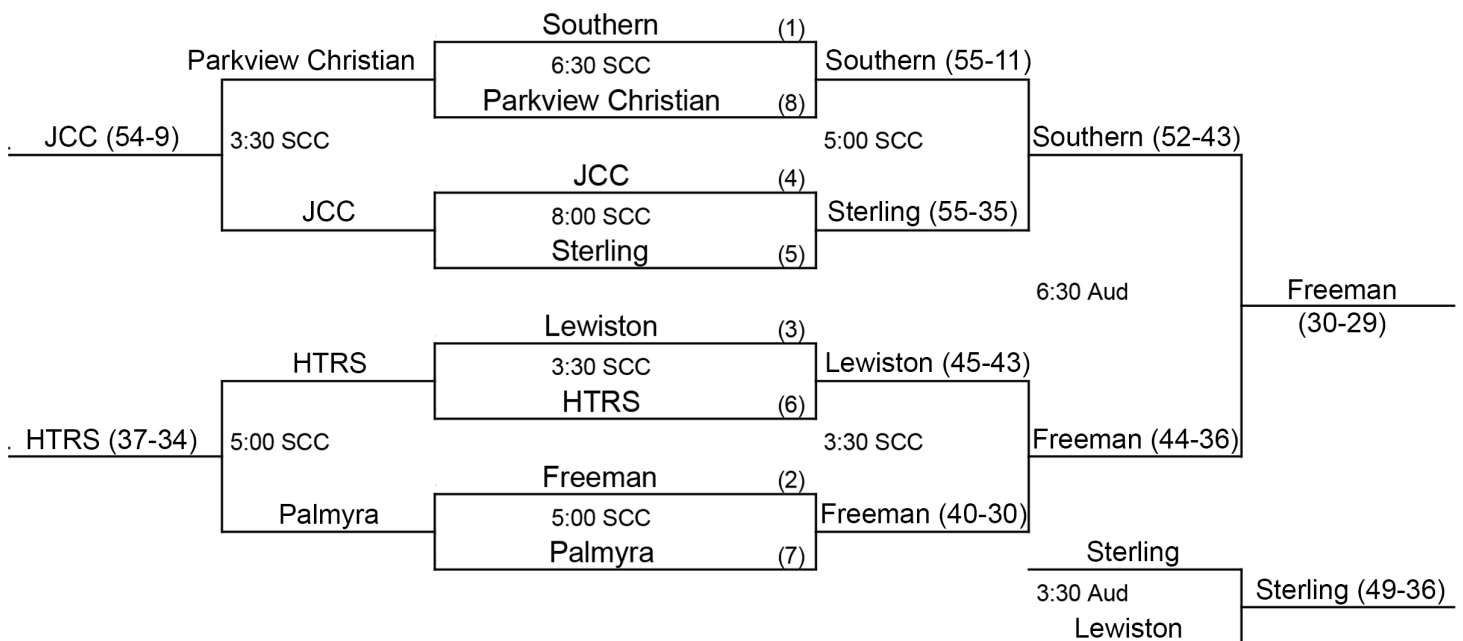 Southern (1)
Parkview Christian 6:30 SCC Southern (55-11)
Parkview Christian (8)
JCC (54-9) 3:30 SCC 5:00 SCC Southern (52-43)
JCC (4)
JCC 8:00 SCC Sterling (55-35)
Sterling (5)
6:30 Aud Freeman
(30-29)
Lewiston (3)
HTRS 3:30 SCC Lewiston (45-43)
HTRS (6)
HTRS (37-34) 5:00 SCC 3:30 SCC Freeman (44-36)
Freeman (2)
Palmyra 5:00 SCC Freeman (40-30)
Palmyra (7)
Sterling
3:30 Aud Sterling (49-36)
Lewiston